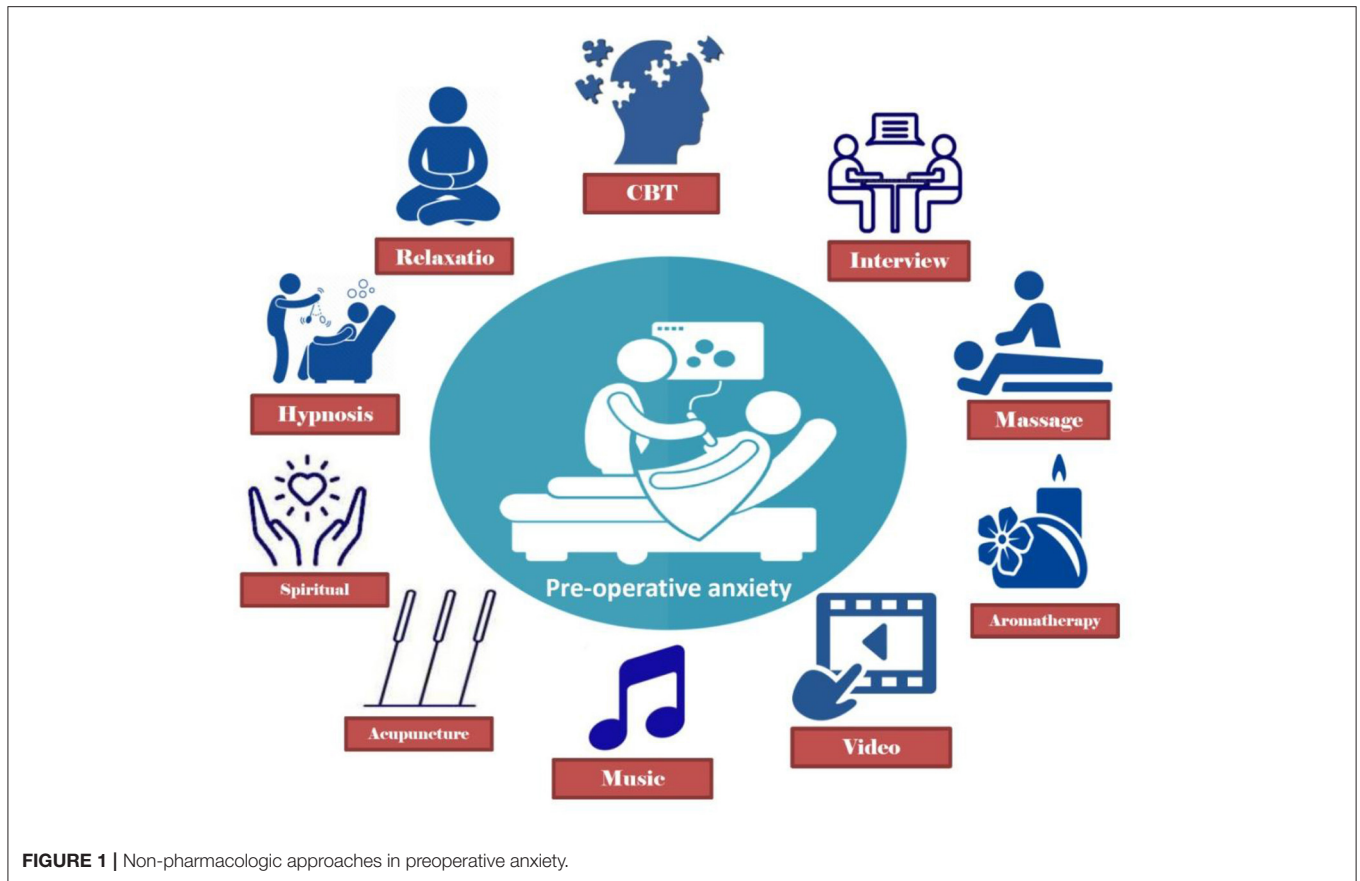 CBT
Relaxatio
Interview
Hypnosis
Massage
Spiritual
Pre-operative anxiety
Aromatherapy
Acupuncture
Video
Music
FIGURE 1 | Non-pharmacologic approaches in preoperative anxiety.